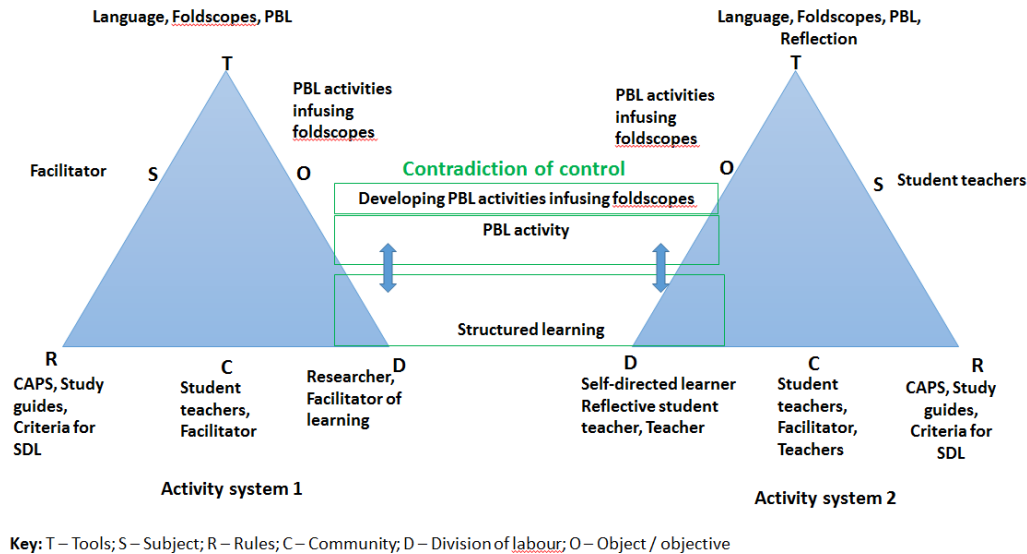 Language, Foldscopes, PBL
T
PBL activities
infusing
foldscopes
Facilitator
S
O
R
CAPS, Study
guides,
Criteria for
SDL
C
Student
teachers,
Facilitator
D
Researcher,
Facilitator of
learning
Activity system 1
Contradiction of control
Developing PBL activities infusing foldscopes
PBL activity
Structured learning
Language, Foldscopes, PBL,
Reflection
T
PBL activities
infusing
foldscopes
O
S
Student teachers
D
Self-directed learner
Reflective student
teacher, Teacher
C
Student
teachers,
Facilitator,
Teachers
R
CAPS, Study
guides,
Criteria for
SDL
Activity system 2
Key: T – Tools; S – Subject; R – Rules; C – Community; D – Division of labour; O – Object / objective